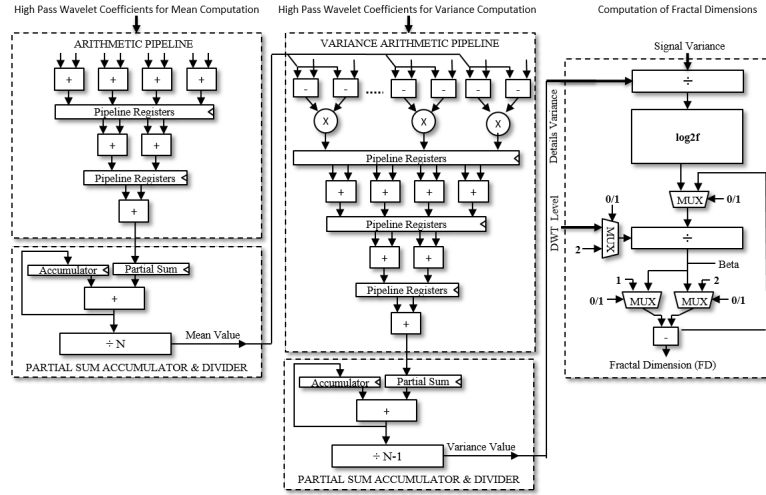 High Pass Wavelet Coefficients for Mean Computation
ARITHMETIC PIPELINE
+ + + +
Pipeline Registers
+ +
Pipeline Registers
+
Accumulator
Partial Sum
+
÷ N
Mean Value
PARTIAL SUM ACCUMULATOR & DIVIDER
High Pass Wavelet Coefficients for Variance Computation
VARIANCE ARITHMETIC PIPELINE
- - ..... - - - -
X X X
Pipeline Registers
+ + + +
Pipeline Registers
+ +
Pipeline Registers
+
Accumulator
Partial Sum
+
÷ N-1
Variance Value
PARTIAL SUM ACCUMULATOR & DIVIDER
Computation of Fractal Dimensions
Signal Variance
Details Variance
÷
log2f
MUX
0/1
DWT Level
0/1
MUX
2
÷
Beta
1
2
0/1
MUX
MUX
0/1
-
Fractal Dimension (FD)